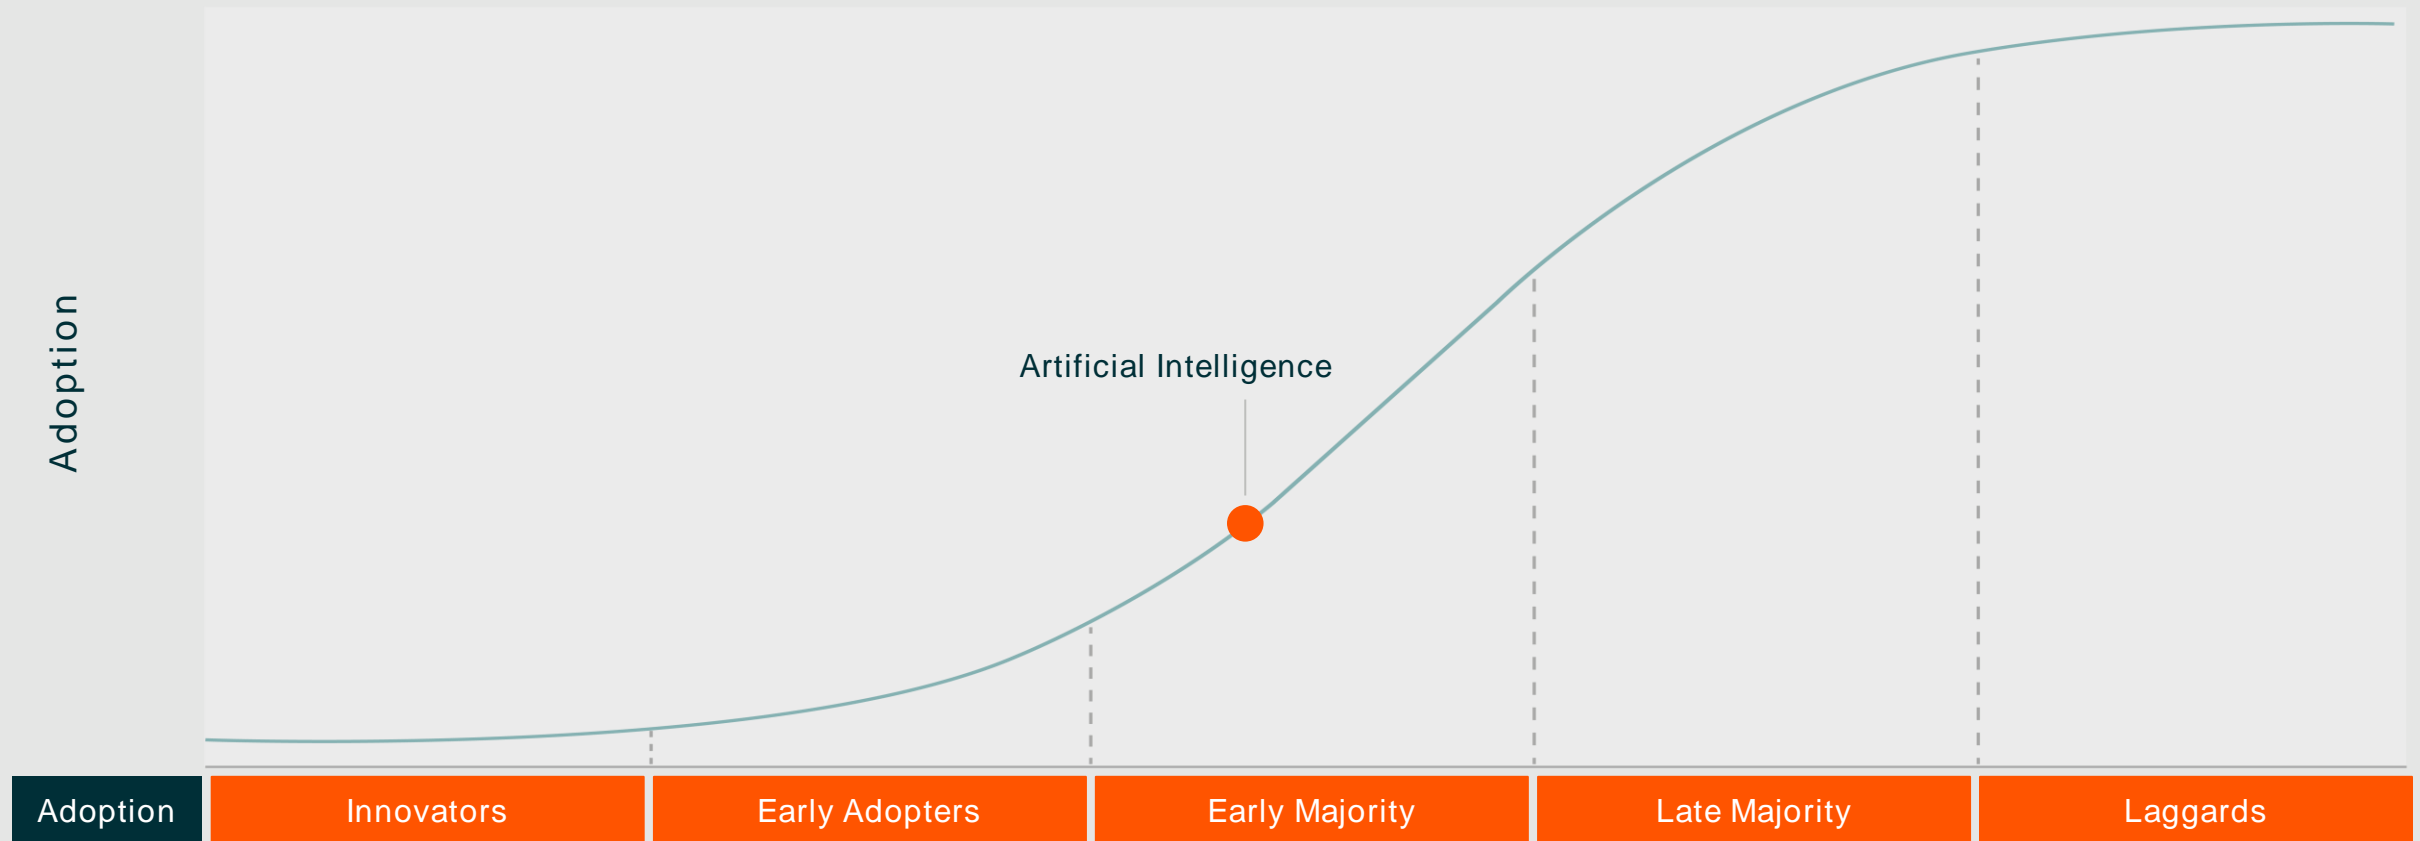 Adoption
Artificial Intelligence
Adoption
Innovators
Early Adopters
Early Majority
Late Majority
Laggards